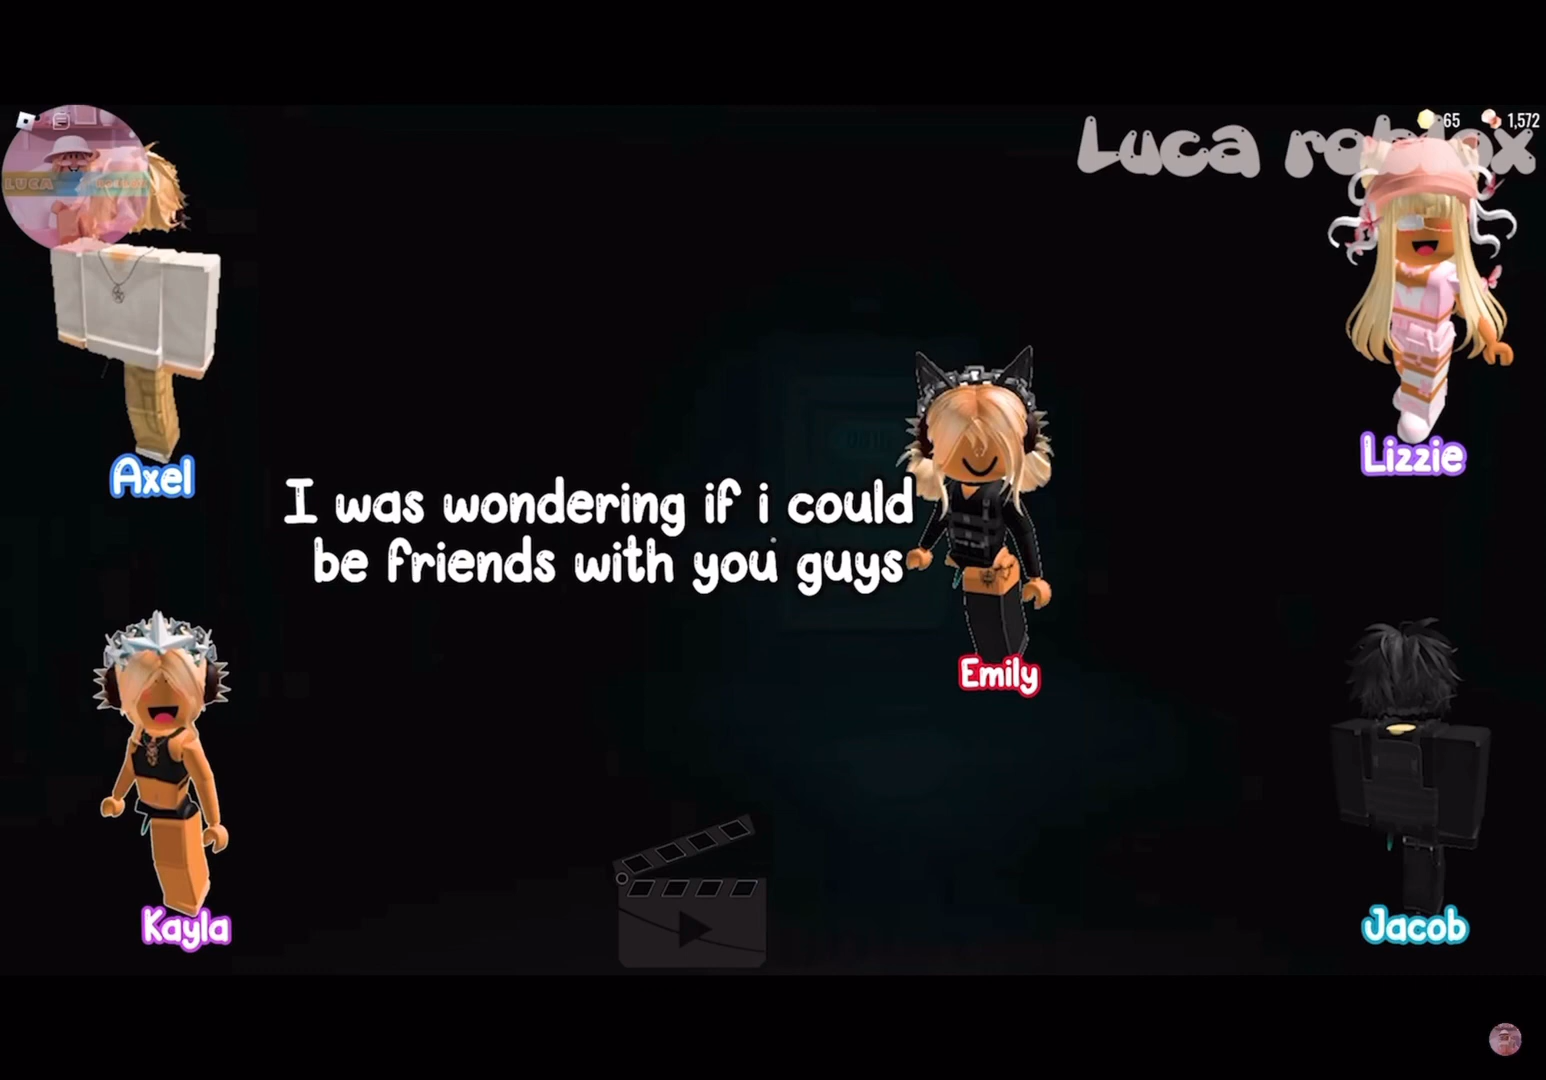 Luca roblox
65
1,572
LUCA
Axel
Lizzie
I was wondering if i could
be friends with you guys
Emily
Kayla
Jacob